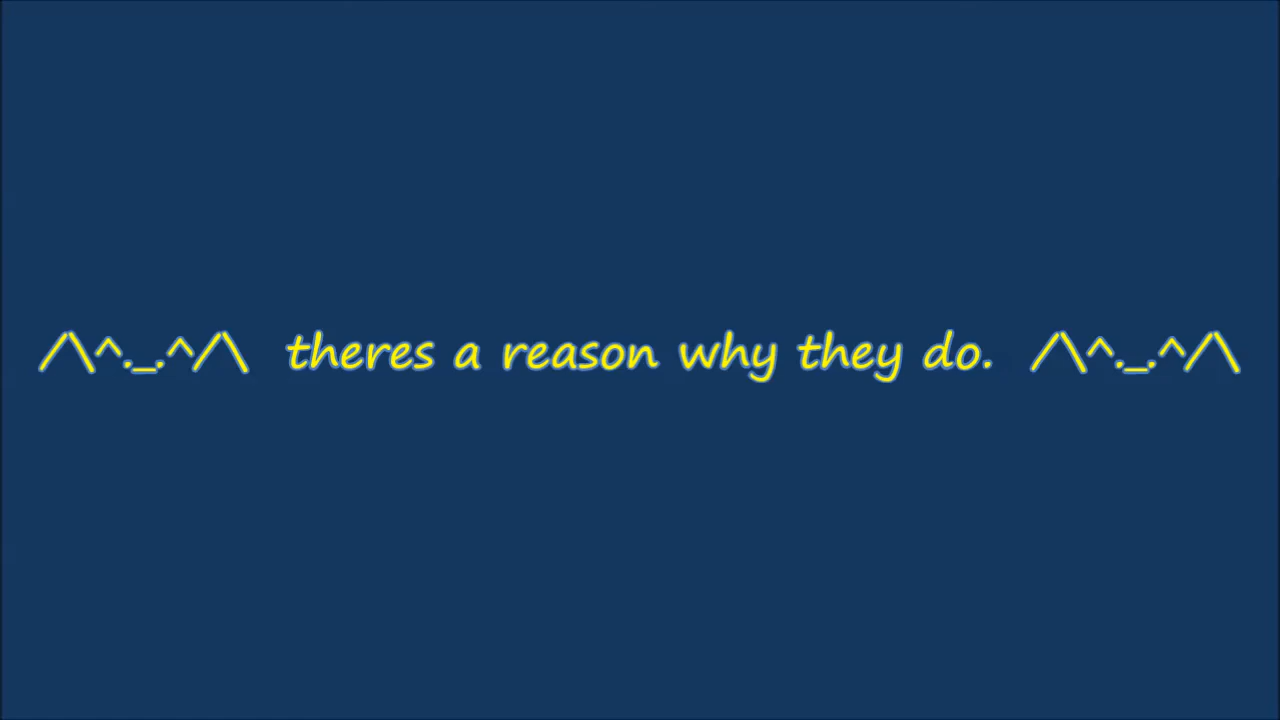 /\^._.^/\ theres a reason why they do. /\^._.^/\